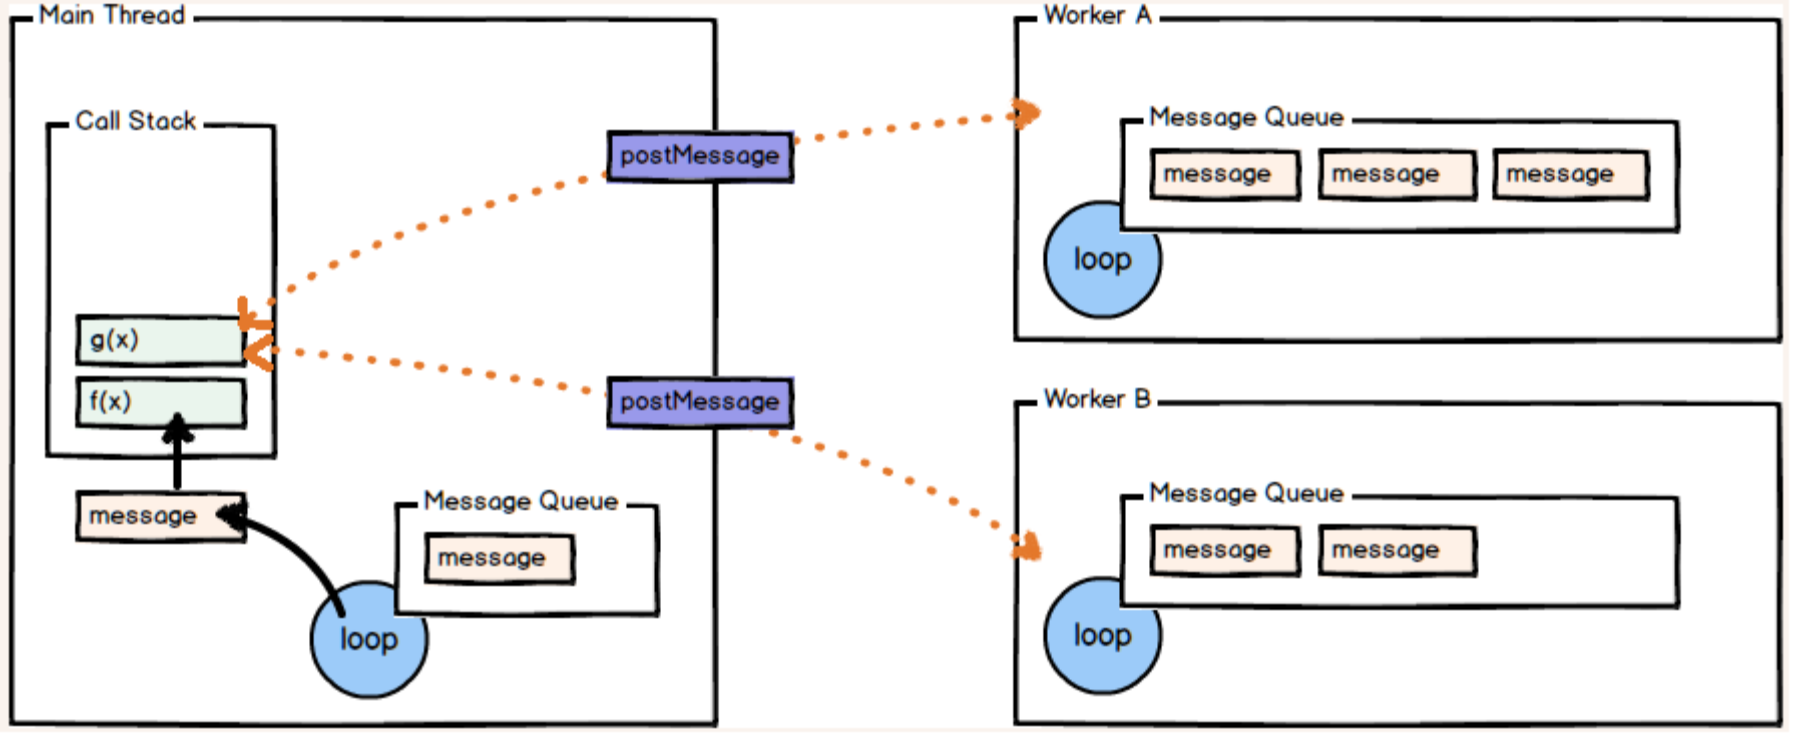 Main Thread
Call Stack
g(x)
f(x)
message
Message Queue
message
loop
postMessage
postMessage
Worker A
Message Queue
message message message
loop
Worker B
Message Queue
message message
loop